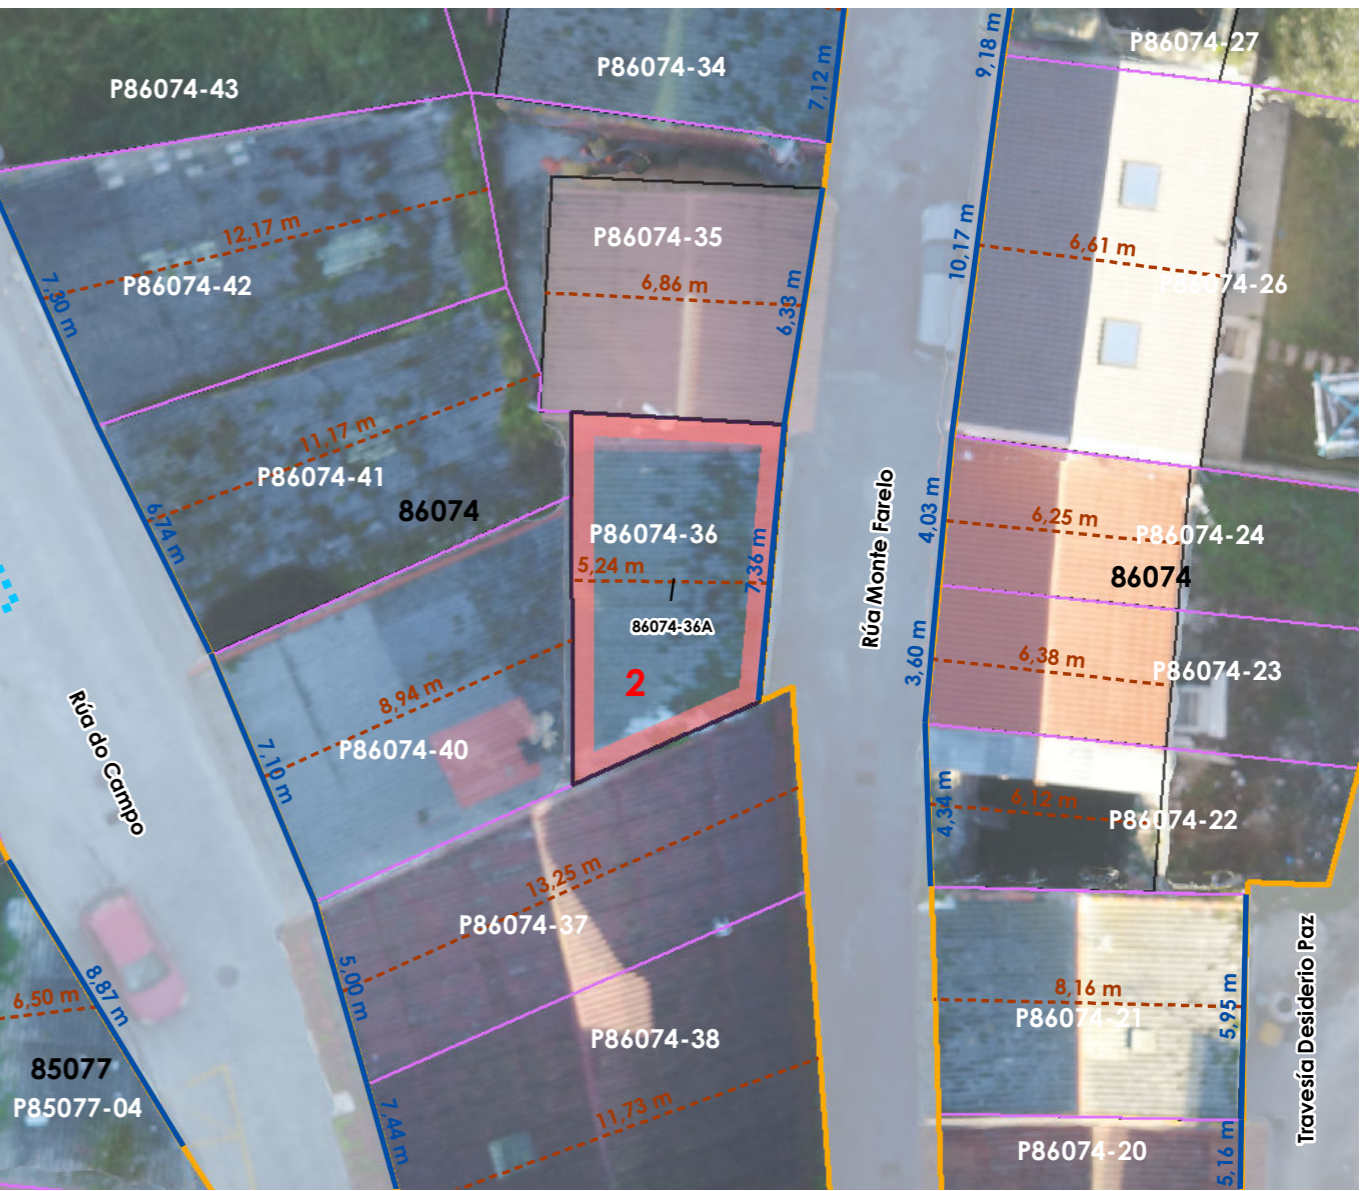 P86074-27
9,18 m
P86074-34
7,12 m
P86074-43
12,17 m
10,17 m
6,61 m
P86074-35
P86074-42
P86074-26
6,86 m
7,30 m
6,33 m
11,17 m
P86074-41
86074
6,74 m
4,03 m
6,25 m
P86074-24
P86074-36
86074
7,36 m
5,24 m
Rúa Monte Farelo
86074-36A
2
3,60 m
6,38 m
P86074-23
8,94 m
P86074-40
7,10 m
Rúa do Campo
4,34 m
6,12 m
P86074-22
13,25 m
P86074-37
5,00 m
8,87 m
6,50 m
8,16 m
P86074-21
5,95 m
Travesía Desiderio Paz
P86074-38
85077
P85077-04
11,73 m
7,44 m
P86074-20
5,16 m